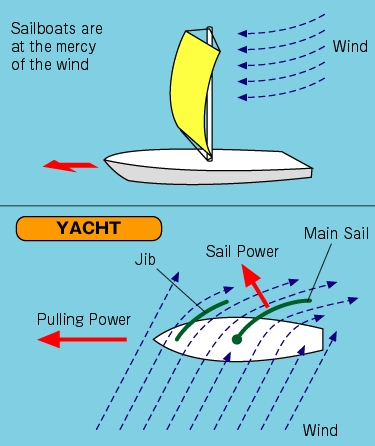 Sailboats are
at the mercy
of the wind
Wind
YACHT
Main Sail
Sail Power
Jib
Pulling Power
Wind